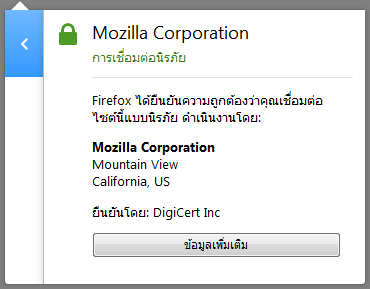 Mozilla Corporation
การเชื่อมต่อนิรภัย
Firefox ได้ยืนยันความถูกต้องว่าคุณเชื่อมต่อ
ไซต์นี้แบบนิรภัย ดำเนินงานโดย:
Mozilla Corporation
Mountain View
California, US
ยืนยันโดย: DigiCert Inc
ข้อมูลเพิ่มเติม